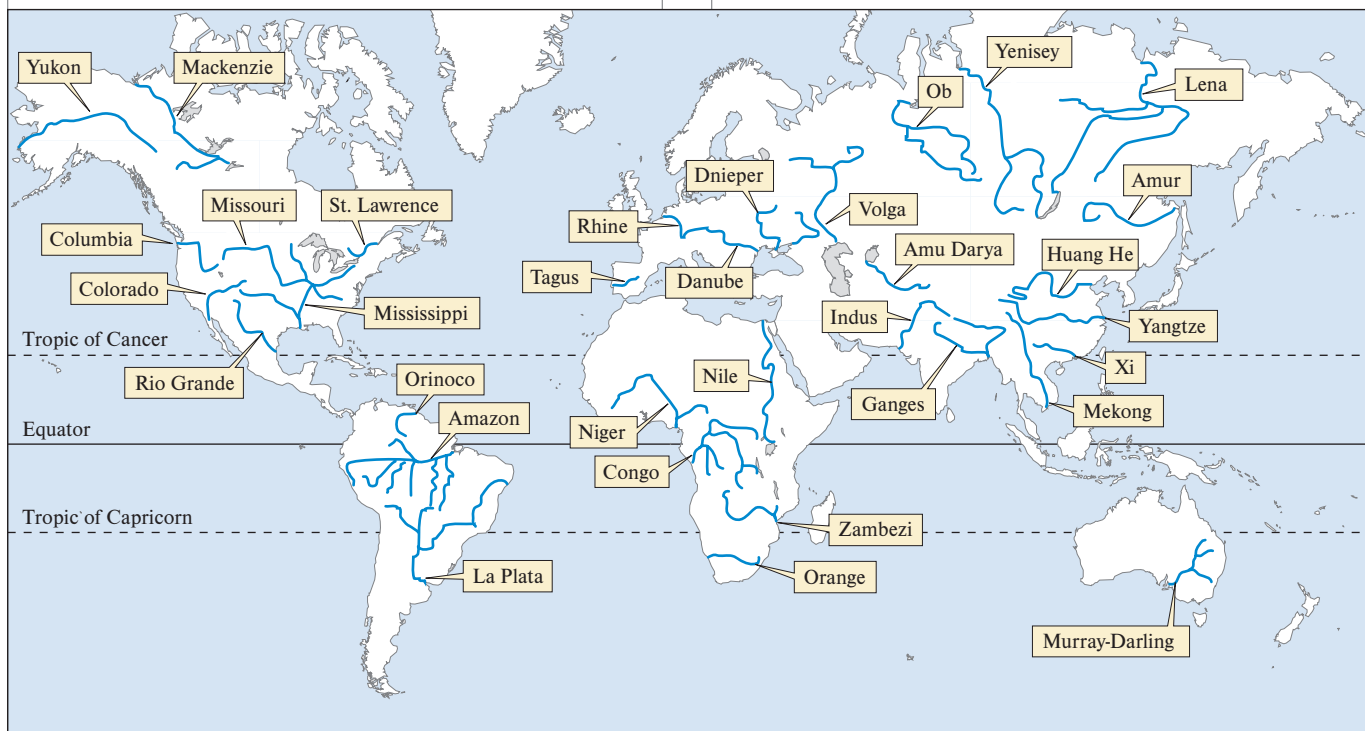 Yenisey
Yukon
Mackenzie
Ob
Lena
Dnieper
Amur
Missouri
St. Lawrence
Volga
Rhine
Columbia
Amu Darya
Huang He
Tagus
Danube
Colorado
Mississippi
Indus
Yangtze
Tropic of Cancer
Xi
Rio Grande
Orinoco
Nile
Ganges
Mekong
Amazon
Equator
Niger
Congo
Tropic of Capricorn
Zambezi
La Plata
Orange
Murray-Darling